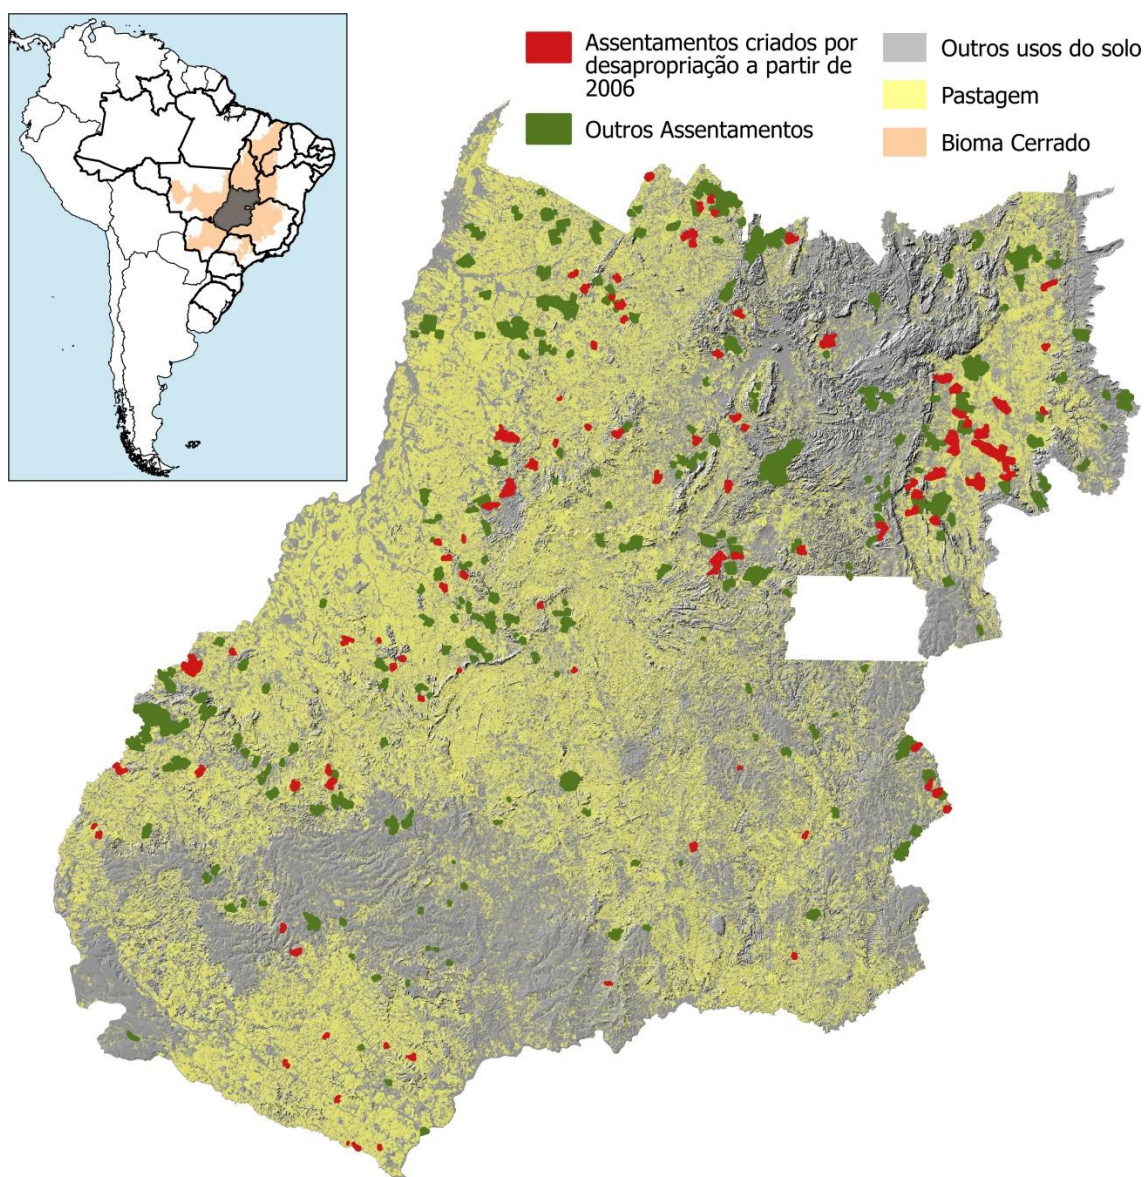 Assentamentos criados por
desapropriação a partir de
2006
Outros Assentamentos
Outros usos do solo
Pastagem
Bioma Cerrado